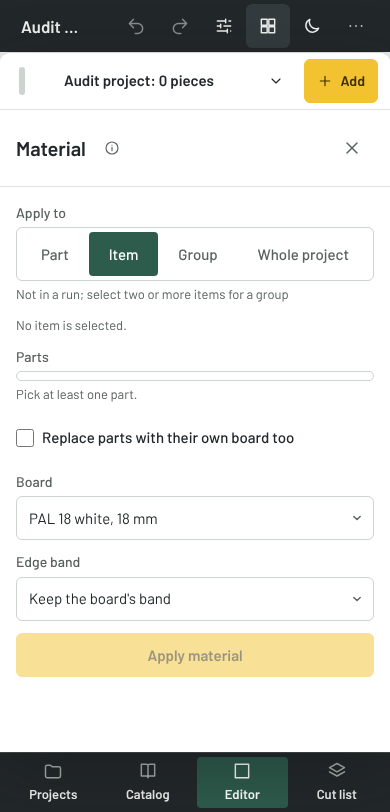 Audit ...
Audit project: 0 pieces
Add
Material
Apply to
Part
Item
Group
Whole project
Not in a run; select two or more items for a group
No item is selected.
Parts
Pick at least one part.
Replace parts with their own board too
Board
PAL 18 white, 18 mm
Edge band
Keep the board's band
Apply material
Projects
Catalog
Editor
Cut list